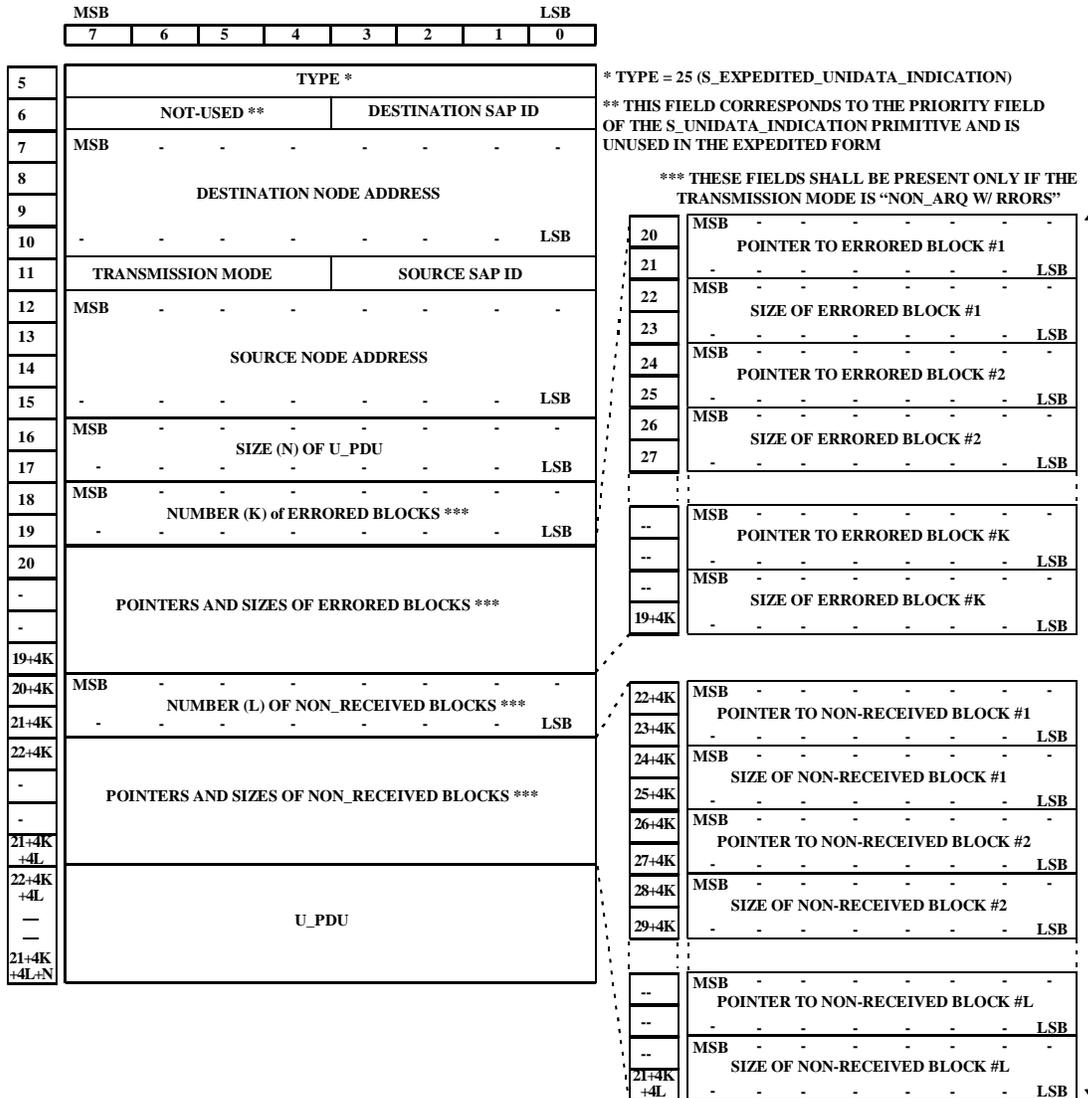 MSB LSB
7 6 5 4 3 2 1 0
5 TYPE *
6 NOT-USED ** DESTINATION SAP ID
7 MSB - - - - - - -
8
DESTINATION NODE ADDRESS
9
10 - - - - - - - LSB
11 TRANSMISSION MODE SOURCE SAP ID
12 MSB - - - - - - -
13
SOURCE NODE ADDRESS
14
15 - - - - - - - LSB
16 MSB - - - - - - -
SIZE (N) OF U_PDU
17 - - - - - - - LSB
18 MSB - - - - - - -
NUMBER (K) of ERRORED BLOCKS ***
19 - - - - - - - LSB
20
-
POINTERS AND SIZES OF ERRORED BLOCKS ***
-
19+4K
20+4K MSB - - - - - - -
NUMBER (L) OF NON_RECEIVED BLOCKS ***
21+4K - - - - - - - LSB
22+4K
-
POINTERS AND SIZES OF NON_RECEIVED BLOCKS ***
-
21+4K
+4L
22+4K
+4L
—
U_PDU
—
21+4K
+4L+N
* TYPE = 25 (S_EXPEDITED_UNIDATA_INDICATION)
** THIS FIELD CORRESPONDS TO THE PRIORITY FIELD
OF THE S_UNIDATA_INDICATION PRIMITIVE AND IS
UNUSED IN THE EXPEDITED FORM
*** THESE FIELDS SHALL BE PRESENT ONLY IF THE
TRANSMISSION MODE IS “NON_ARQ W/ RRORS”
20 MSB - - - - - - -
POINTER TO ERRORED BLOCK #1
21 - - - - - - - LSB
22 MSB - - - - - - -
SIZE OF ERRORED BLOCK #1
23 - - - - - - - LSB
24 MSB - - - - - - -
POINTER TO ERRORED BLOCK #2
25 - - - - - - - LSB
26 MSB - - - - - - -
SIZE OF ERRORED BLOCK #2
27 - - - - - - - LSB
-- MSB - - - - - - -
POINTER TO ERRORED BLOCK #K
-- - - - - - - - LSB
-- MSB - - - - - - -
SIZE OF ERRORED BLOCK #K
19+4K - - - - - - - LSB
22+4K MSB - - - - - - -
POINTER TO NON-RECEIVED BLOCK #1
23+4K - - - - - - - LSB
24+4K MSB - - - - - - -
SIZE OF NON-RECEIVED BLOCK #1
25+4K - - - - - - - LSB
26+4K MSB - - - - - - -
POINTER TO NON-RECEIVED BLOCK #2
27+4K - - - - - - - LSB
28+4K MSB - - - - - - -
SIZE OF NON-RECEIVED BLOCK #2
29+4K - - - - - - - LSB
-- MSB - - - - - - -
POINTER TO NON-RECEIVED BLOCK #L
-- - - - - - - - LSB
-- MSB - - - - - - -
SIZE OF NON-RECEIVED BLOCK #L
21+4K
+4L - - - - - - - LSB